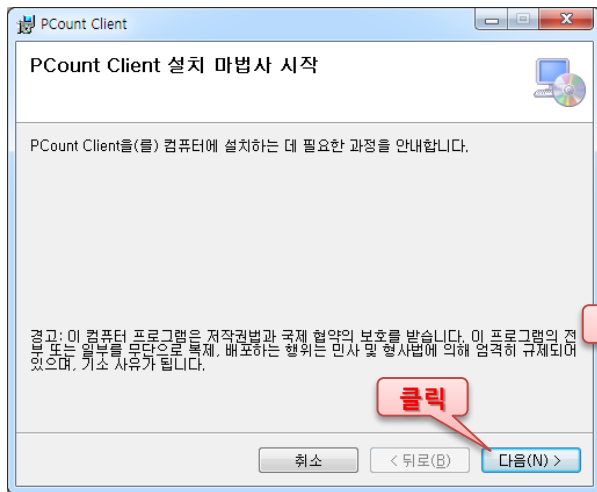 PCount Client
PCount Client 설치 마법사 시작
PCount Client을(를) 컴퓨터에 설치하는 데 필요한 과정을 안내합니다.
경고: 이 컴퓨터 프로그램은 저작권법과 국제 협약의 보호를 받습니다. 이 프로그램의 전
부 또는 일부를 무단으로 복제, 배포하는 행위는 민사 및 형사법에 의해 엄격히 규제되어
있으며, 기소 사유가 됩니다.
클릭
취소
< 뒤로(B)
다음(N) >